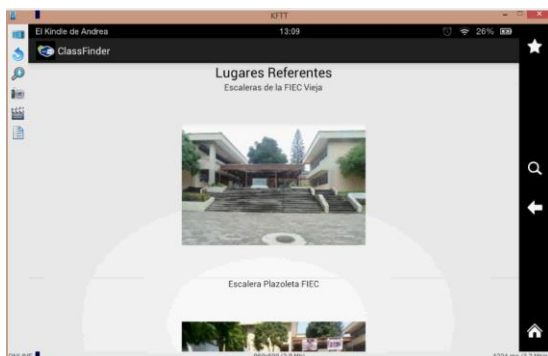 KFTT
El Kindle de Andrea 13:09 26%
ClassFinder
Lugares Referentes
Escaleras de la FIEC Vieja
Escalera Plazoleta FIEC